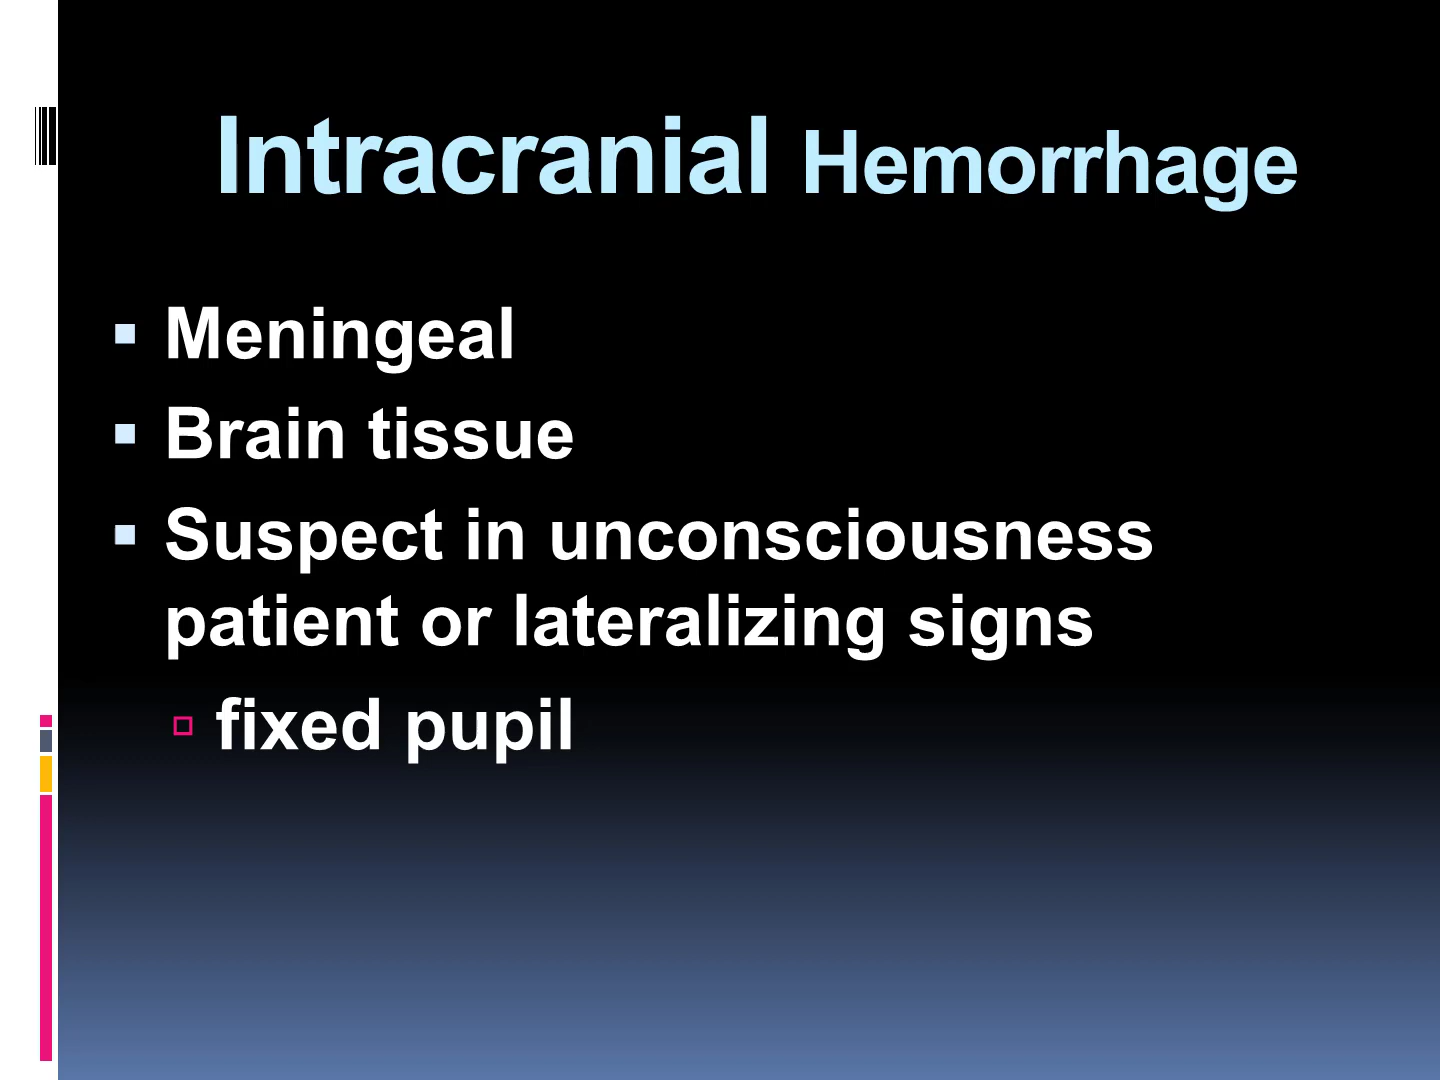 Intracranial Hemorrhage
Meningeal
Brain tissue
Suspect in unconsciousness
patient or lateralizing signs
fixed pupil